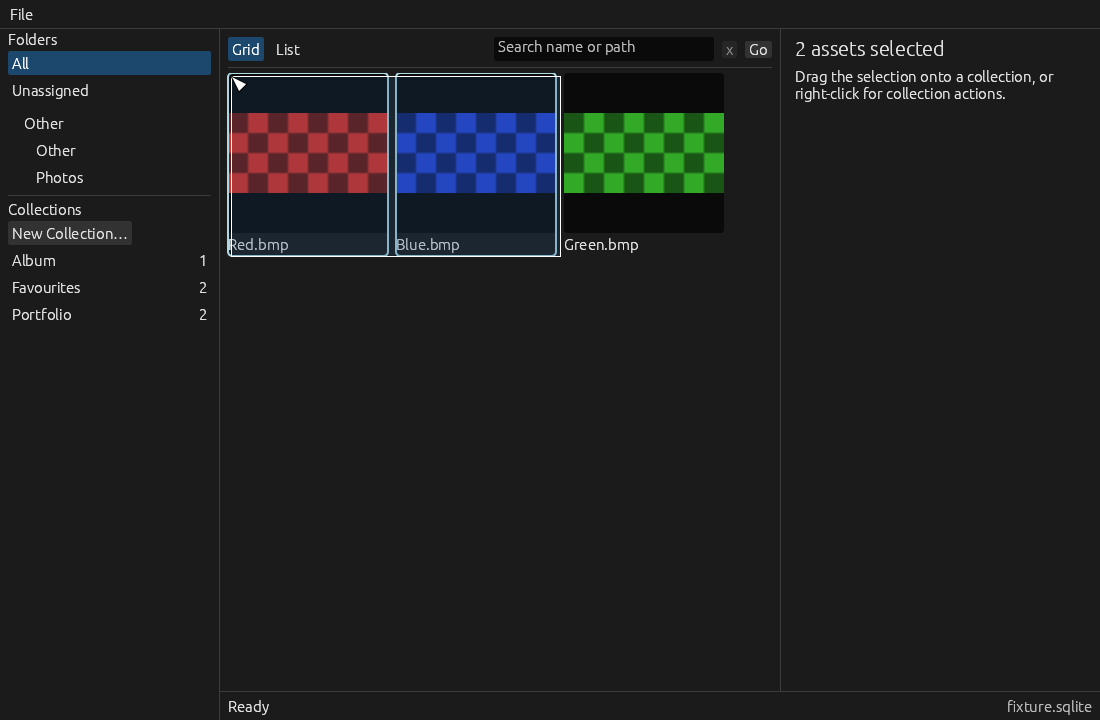 File
Folders
All
Unassigned
Other
Other
Photos
Collections
New Collection...
Album 1
Favourites 2
Portfolio 2
Grid List Search name or path x Go
Red.bmp Blue.bmp Green.bmp
2 assets selected
Drag the selection onto a collection, or
right-click for collection actions.
Ready fixture.sqlite